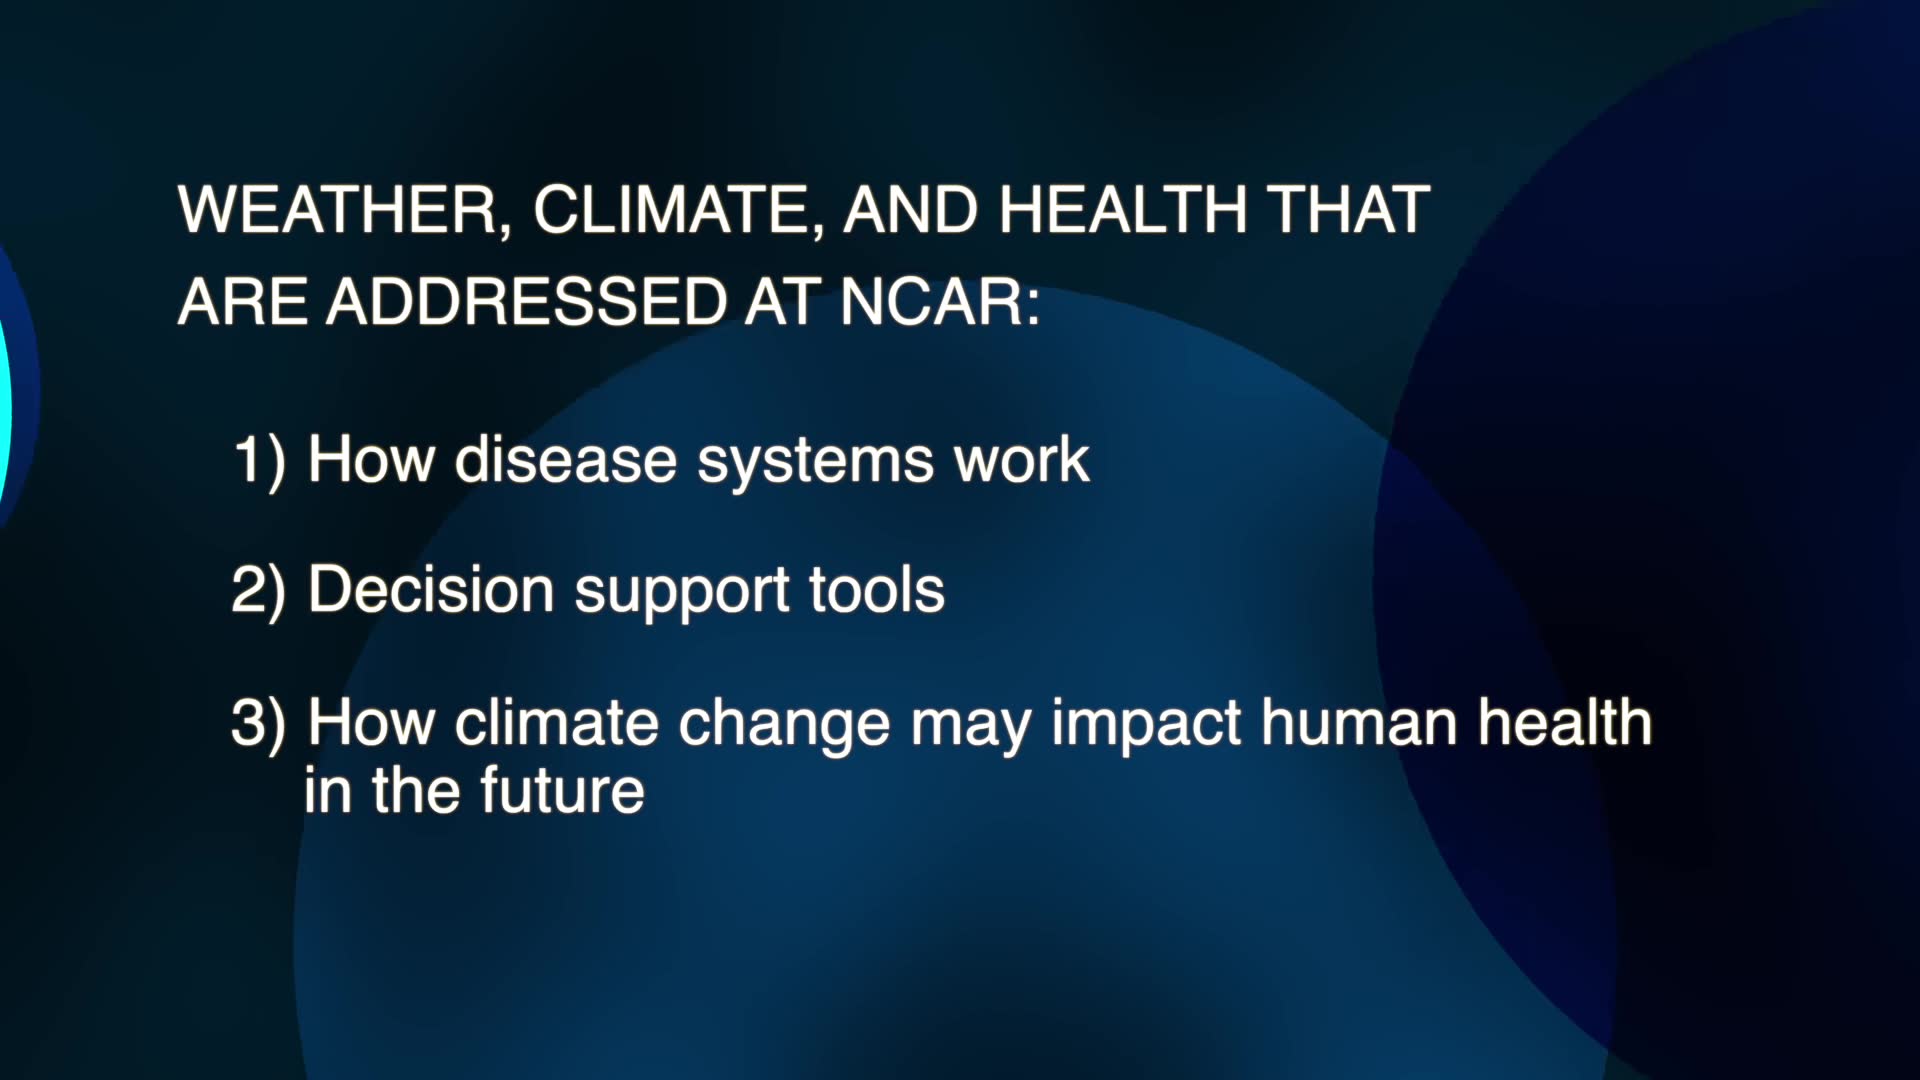 WEATHER, CLIMATE, AND HEALTH THAT
ARE ADDRESSED AT NCAR:
1) How disease systems work
2) Decision support tools
3) How climate change may impact human health
in the future